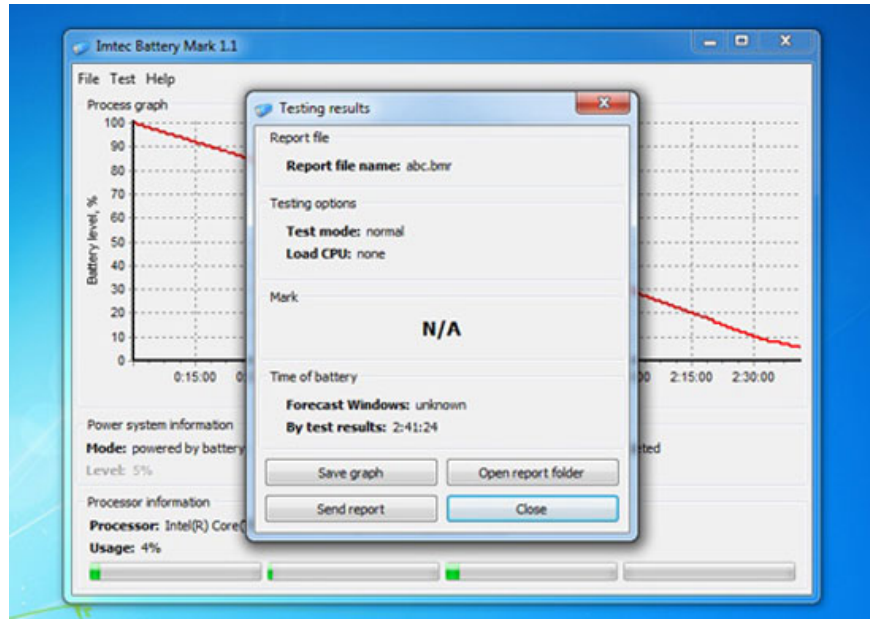 Imtec Battery Mark 1.1
File Test Help
Process graph
Battery level, %
100
90
80
70
60
50
40
30
20
10
0
0:15:00
2:15:00 2:30:00
Power system information
Mode: powered by battery
Level: 5%
Processor information
Processor: Intel(R)
Usage: 4%
Testing results
Report file
Report file name: abc.bmr
Testing options
Test mode: normal
Load CPU: none
Mark
N/A
Time of battery
Forecast Windows: unknown
By test results: 2:41:24
Save graph Open report folder
Send report Close